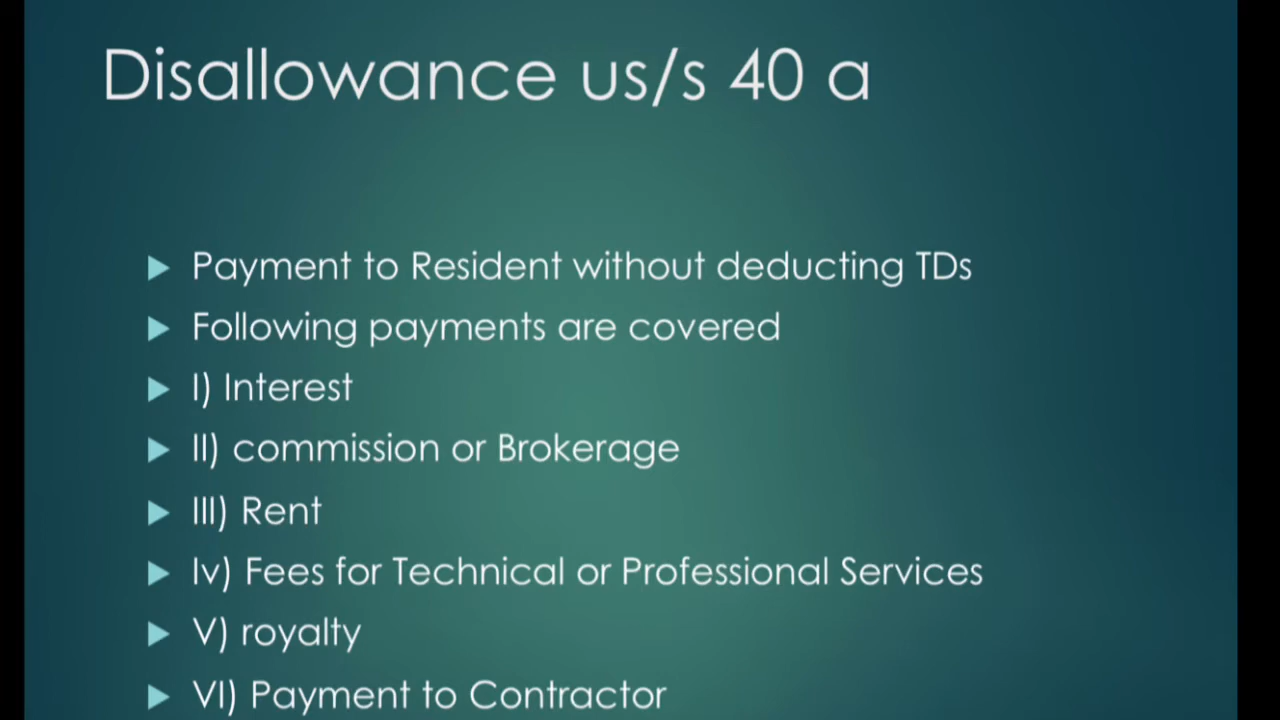 Disallowance us/s 40 a
Payment to Resident without deducting TDs
Following payments are covered
I) Interest
II) commission or Brokerage
III) Rent
Iv) Fees for Technical or Professional Services
V) royalty
VI) Payment to Contractor